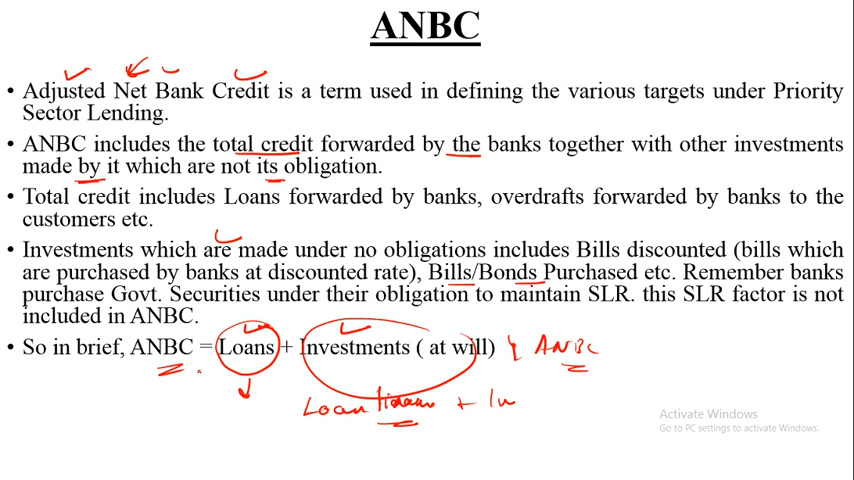 ANBC
• Adjusted Net Bank Credit is a term used in defining the various targets under Priority
Sector Lending.
• ANBC includes the total credit forwarded by the banks together with other investments
made by it which are not its obligation.
• Total credit includes Loans forwarded by banks, overdrafts forwarded by banks to the
customers etc.
• Investments which are made under no obligations includes Bills discounted (bills which
are purchased by banks at discounted rate), Bills/Bonds Purchased etc. Remember banks
purchase Govt. Securities under their obligation to maintain SLR. this SLR factor is not
included in ANBC.
• So in brief, ANBC = Loans + Investments ( at will) ANBC
Loan + In
Activate Windows
Go to PC settings to activate Windows.